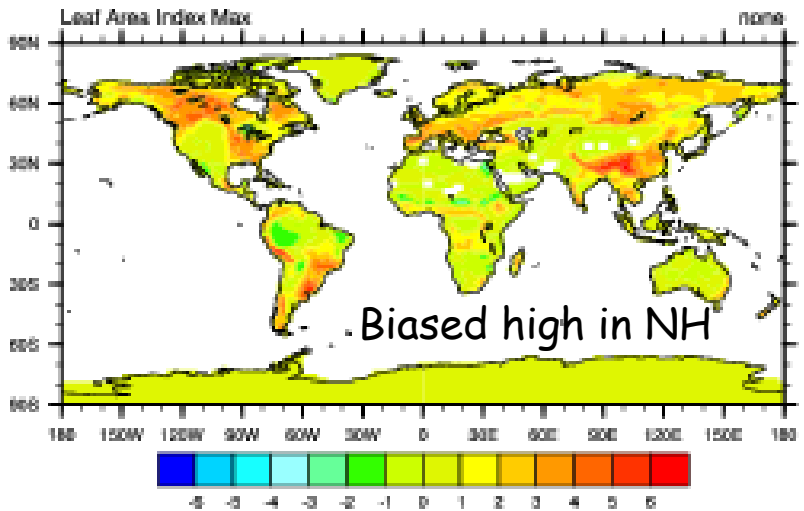 Leaf Area Index Max none
90N
60N
30N
0
30S
Biased high in NH
60S
90S
180 150W 120W 90W 60W 30W 0 30E 60E 90E 120E 150E 180
-6 -5 -4 -3 -2 -1 0 1 2 3 4 5 6